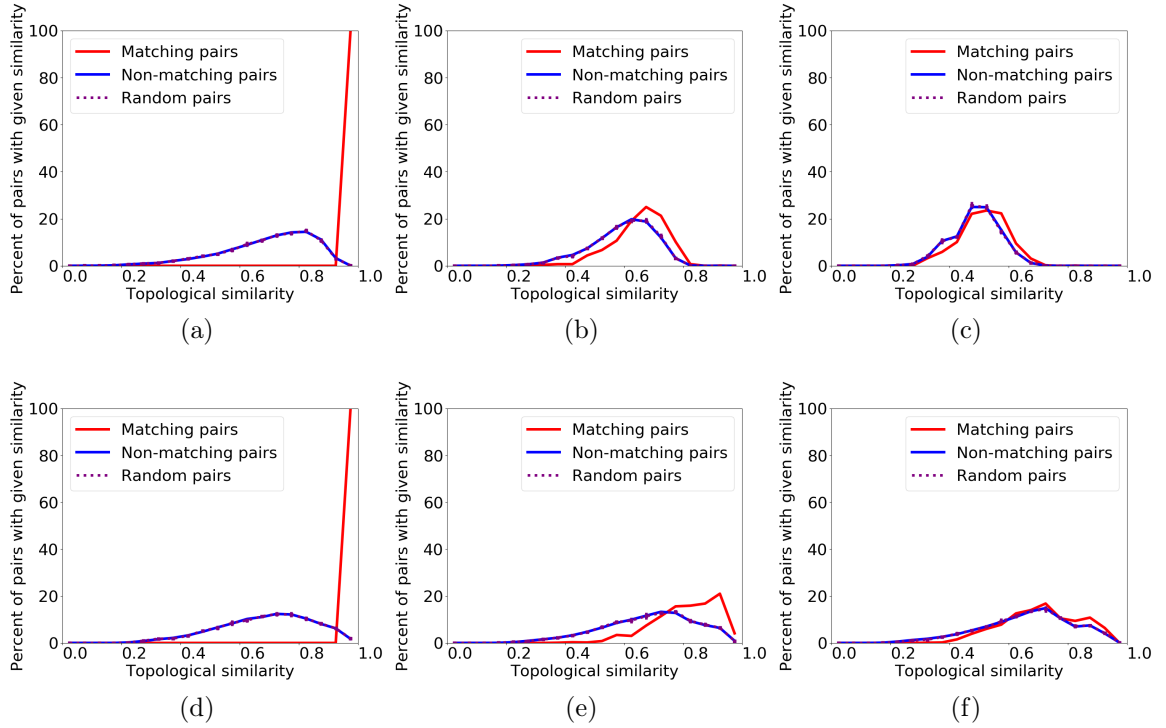 Percent of pairs with given similarity
100
80
60
40
20
0
Matching pairs
Non-matching pairs
Random pairs
0.0 0.2 0.4 0.6 0.8 1.0
Topological similarity
(a)
Percent of pairs with given similarity
100
80
60
40
20
0
Matching pairs
Non-matching pairs
Random pairs
0.0 0.2 0.4 0.6 0.8 1.0
Topological similarity
(b)
Percent of pairs with given similarity
100
80
60
40
20
0
Matching pairs
Non-matching pairs
Random pairs
0.0 0.2 0.4 0.6 0.8 1.0
Topological similarity
(c)
Percent of pairs with given similarity
100
80
60
40
20
0
Matching pairs
Non-matching pairs
Random pairs
0.0 0.2 0.4 0.6 0.8 1.0
Topological similarity
(d)
Percent of pairs with given similarity
100
80
60
40
20
0
Matching pairs
Non-matching pairs
Random pairs
0.0 0.2 0.4 0.6 0.8 1.0
Topological similarity
(e)
Percent of pairs with given similarity
100
80
60
40
20
0
Matching pairs
Non-matching pairs
Random pairs
0.0 0.2 0.4 0.6 0.8 1.0
Topological similarity
(f)